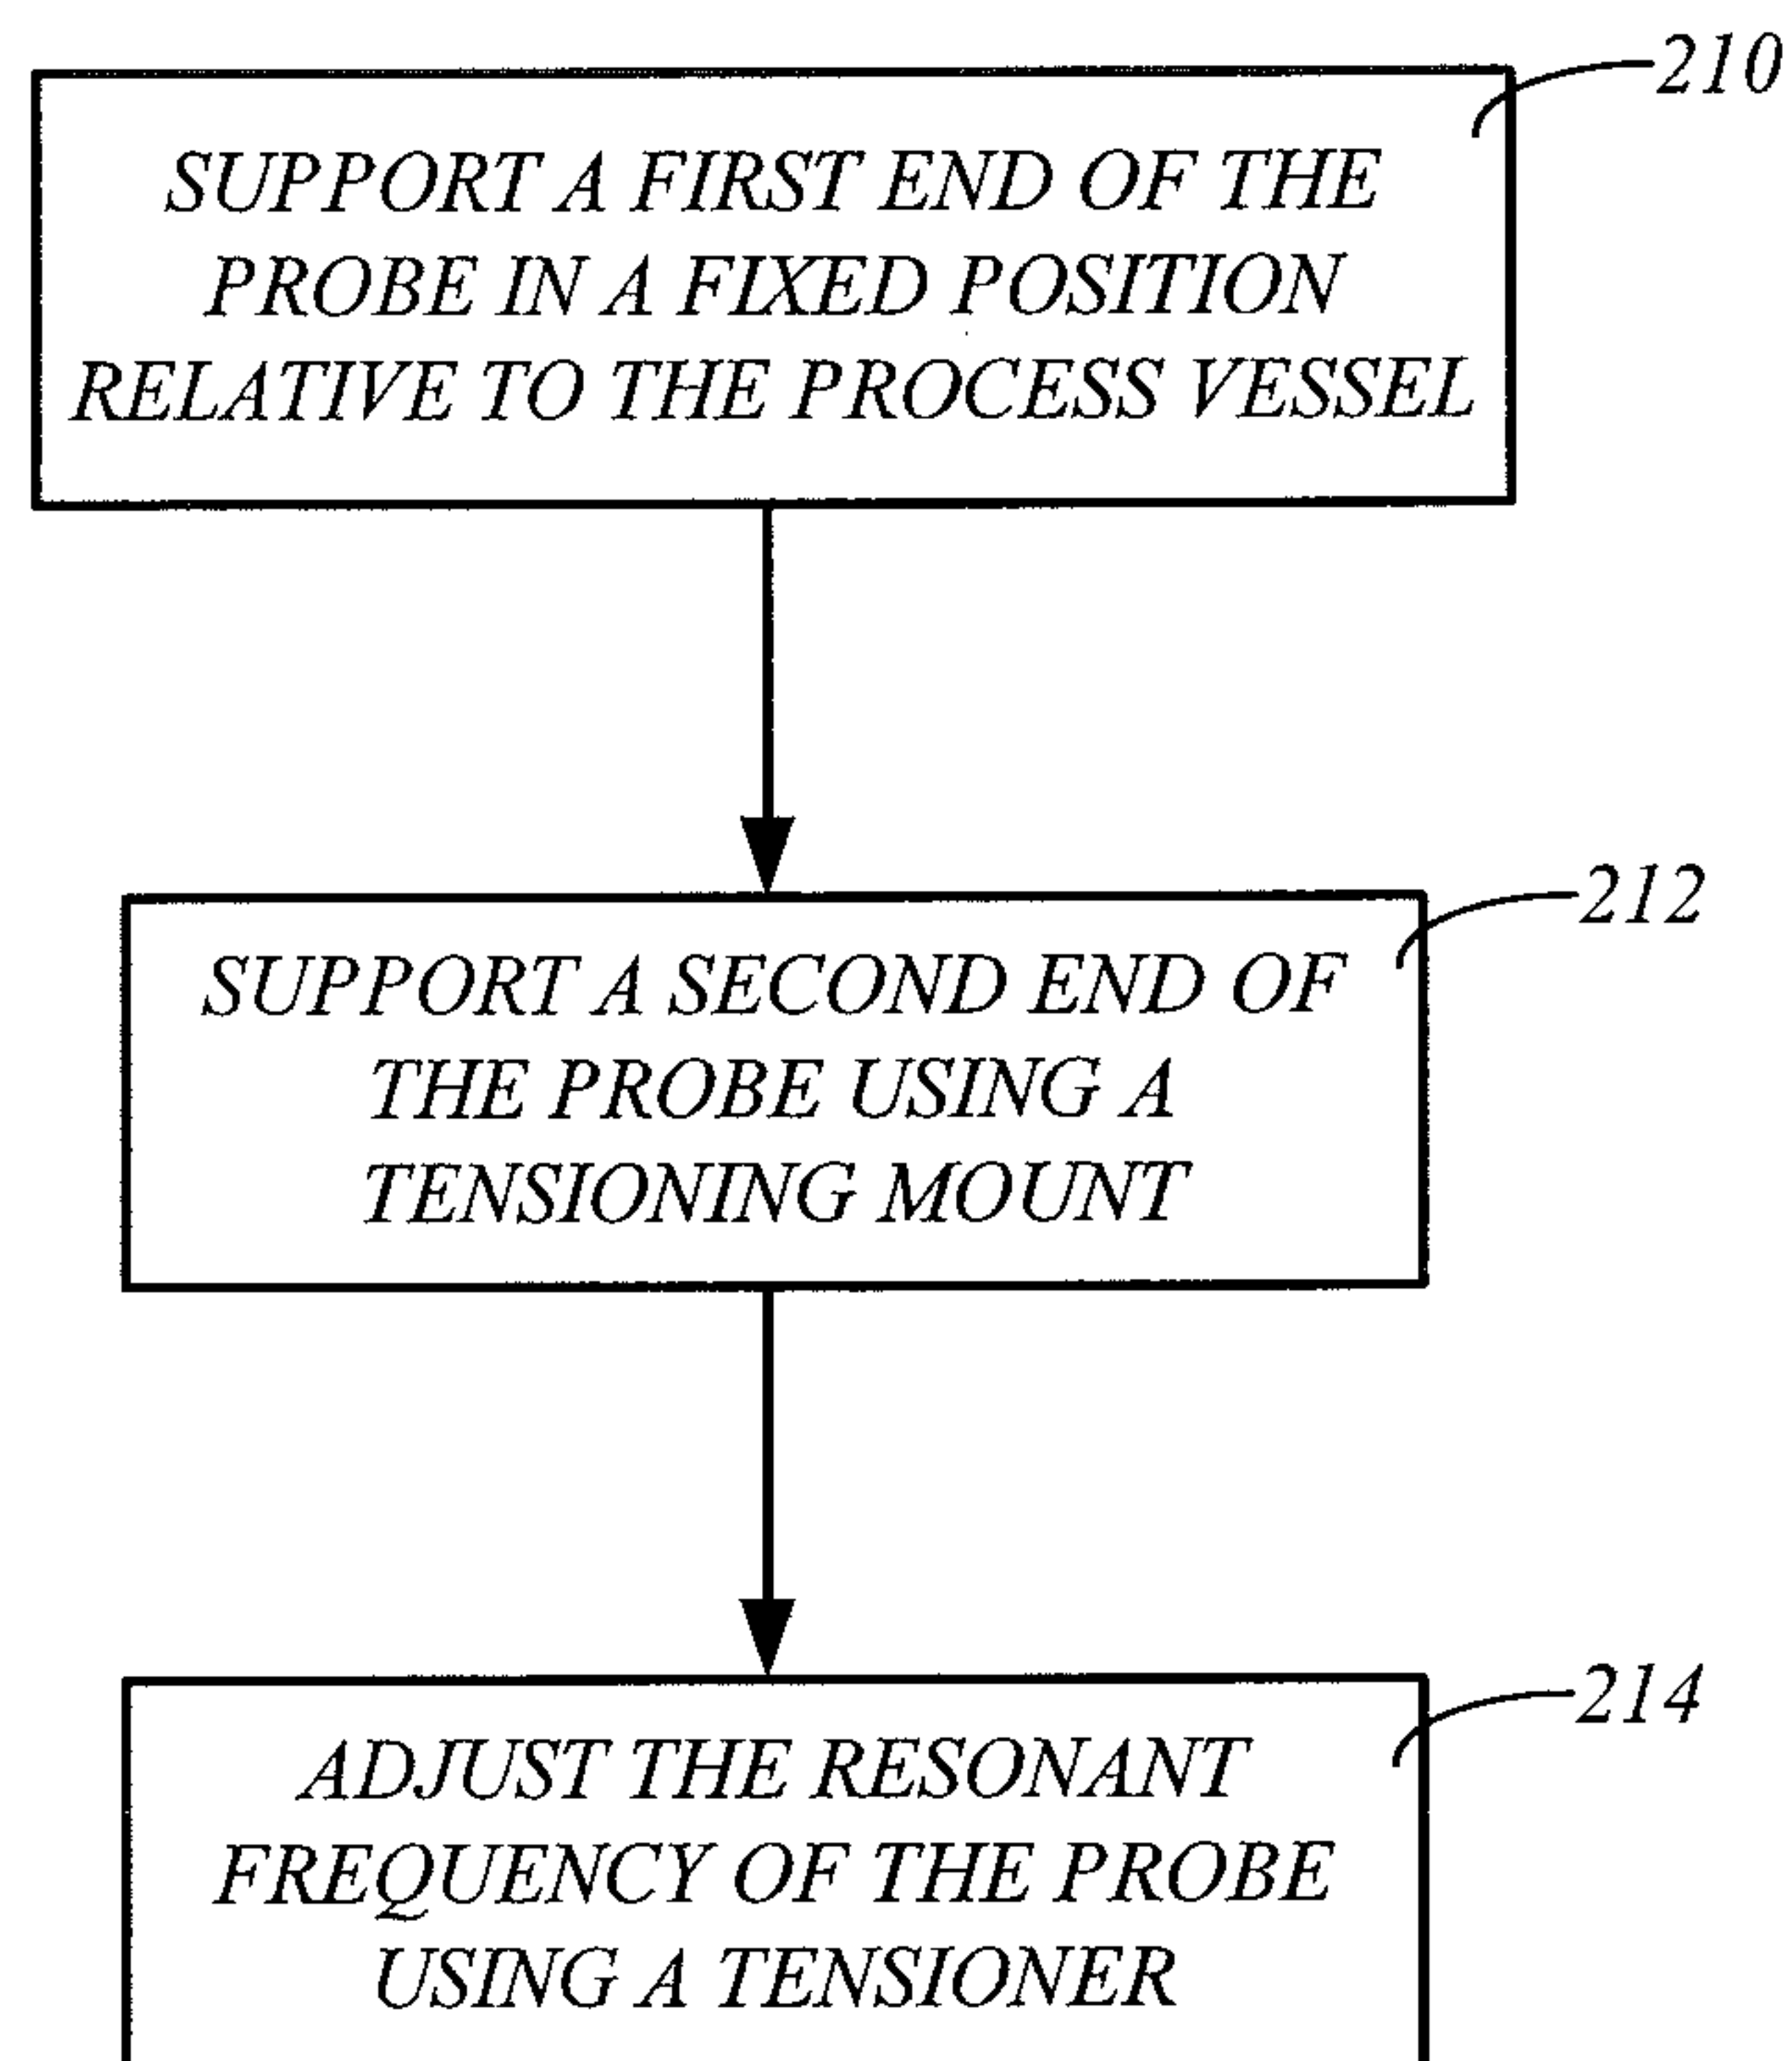 210
SUPPORT A FIRST END OF THE
PROBE IN A FIXED POSITION
RELATIVE TO THE PROCESS VESSEL
212
SUPPORT A SECOND END OF
THE PROBE USING A
TENSIONING MOUNT
214
ADJUST THE RESONANT
FREQUENCY OF THE PROBE
USING A TENSIONER